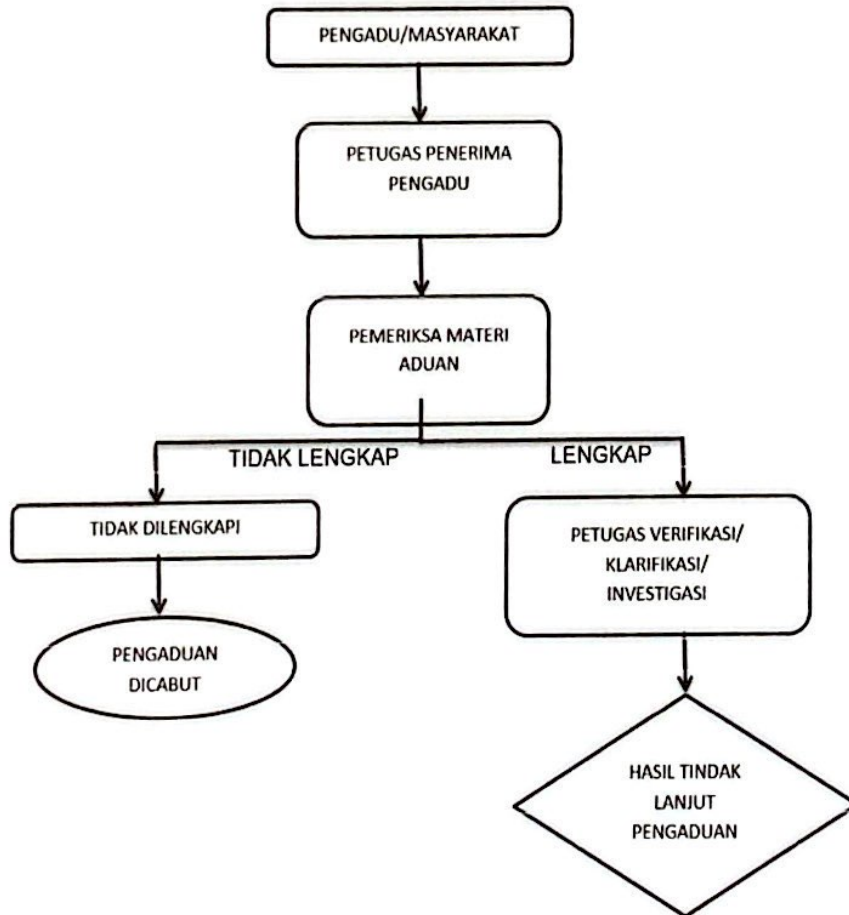 PENGADU/MASYARAKAT
PETUGAS PENERIMA
PENGADU
PEMERIKSA MATERI
ADUAN
TIDAK LENGKAP
LENGKAP
TIDAK DILENGKAPI
PETUGAS VERIFIKASI/
KLARIFIKASI/
INVESTIGASI
PENGADUAN
DICABUT
HASIL TINDAK
LANJUT
PENGADUAN